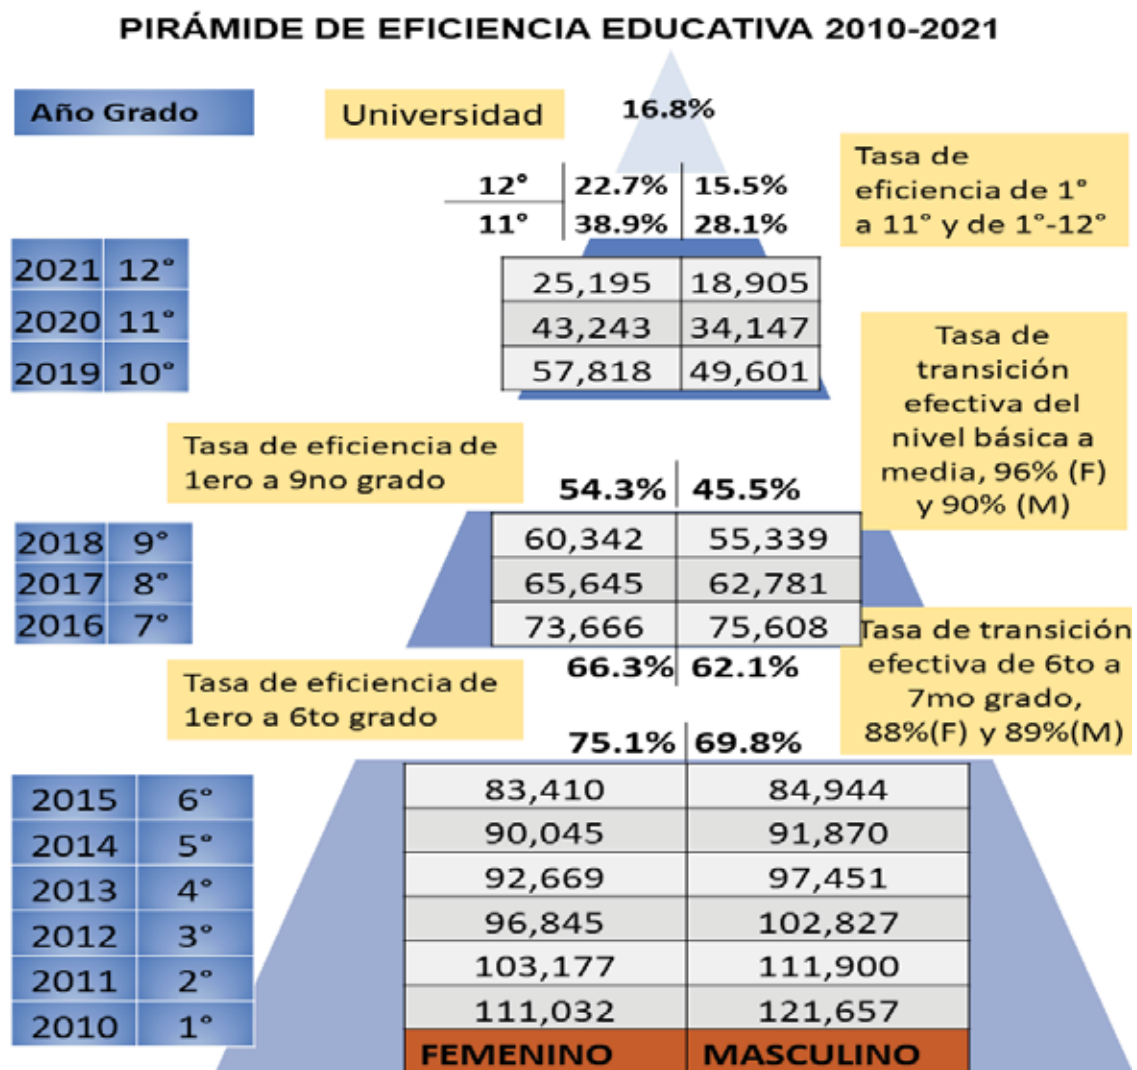 PIRÁMIDE DE EFICIENCIA EDUCATIVA 2010-2021
Año Grado
Universidad
16.8%
12° 22.7% 15.5%
11° 38.9% 28.1%
Tasa de
eficiencia de 1°
a 11° y de 1°-12°
2021 12° 25,195 18,905
2020 11° 43,243 34,147
2019 10° 57,818 49,601
Tasa de
transición
efectiva del
nivel básica a
media, 96% (F)
y 90% (M)
Tasa de eficiencia de
1ero a 9no grado
54.3% 45.5%
2018 9° 60,342 55,339
2017 8° 65,645 62,781
2016 7° 73,666 75,608
66.3% 62.1%
Tasa de transición
efectiva de 6to a
7mo grado,
88%(F) y 89%(M)
Tasa de eficiencia de
1ero a 6to grado
75.1% 69.8%
2015 6° 83,410 84,944
2014 5° 90,045 91,870
2013 4° 92,669 97,451
2012 3° 96,845 102,827
2011 2° 103,177 111,900
2010 1° 111,032 121,657
FEMENINO MASCULINO